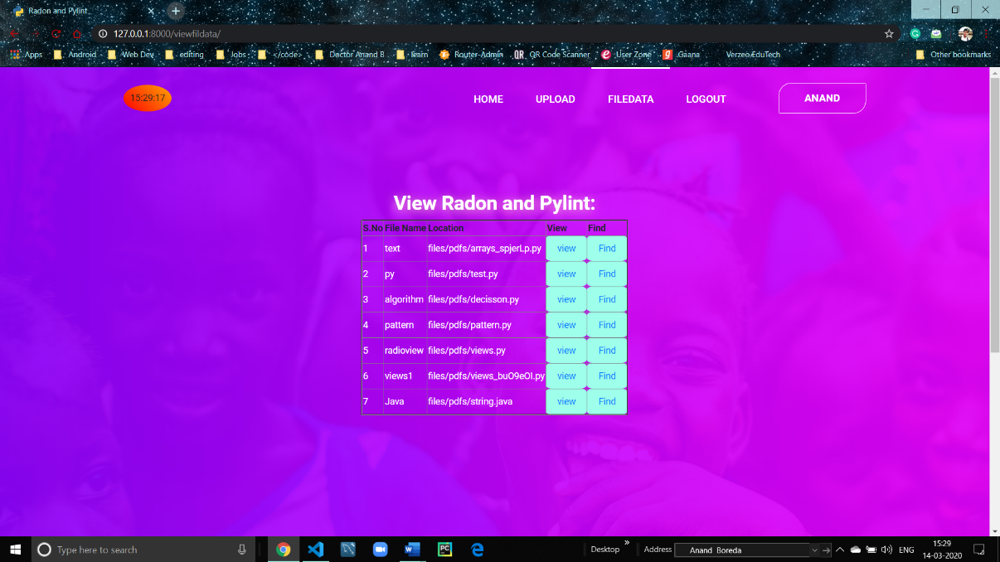 Radon and Pylint
127.0.0.1:8000/viewfildata/
Apps Android Web Dev editing Jobs </code> Doctor Anand B learn Router-Admin QR QR Code Scanner User Zone Gaana Verzeo EduTech Other bookmarks
15:29:17 HOME UPLOAD FILEDATA LOGOUT ANAND
View Radon and Pylint:
S.No File Name Location View Find
1 text files/pdfs/arrays_spjerLp.py view Find
2 py files/pdfs/test.py view Find
3 algorithm files/pdfs/decisson.py view Find
4 pattern files/pdfs/pattern.py view Find
5 radioview files/pdfs/views.py view Find
6 views1 files/pdfs/views_buO9eOI.py view Find
7 Java files/pdfs/string.java view Find
Type here to search Desktop Address Anand Boreda ENG 15:29
14-03-2020